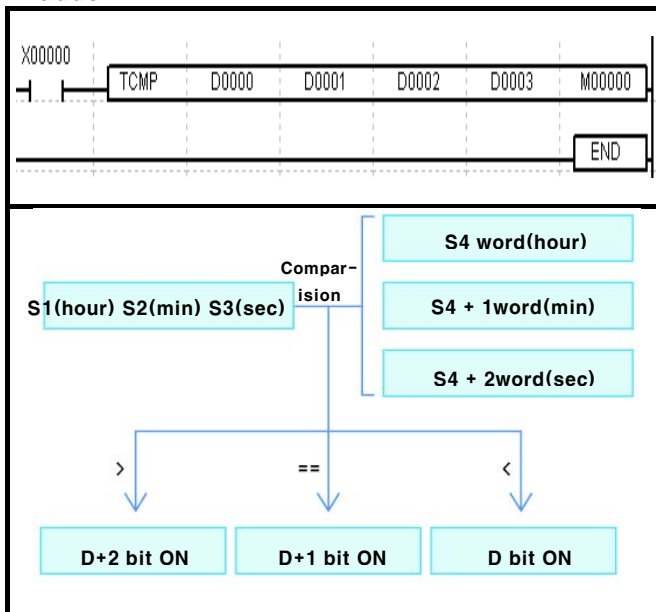 X00000
TCMP D0000 D0001 D0002 D0003 M00000
END
S4 word(hour)
Compar-
ision
S1(hour) S2(min) S3(sec)
S4 + 1word(min)
S4 + 2word(sec)
> == <
D+2 bit ON D+1 bit ON D bit ON